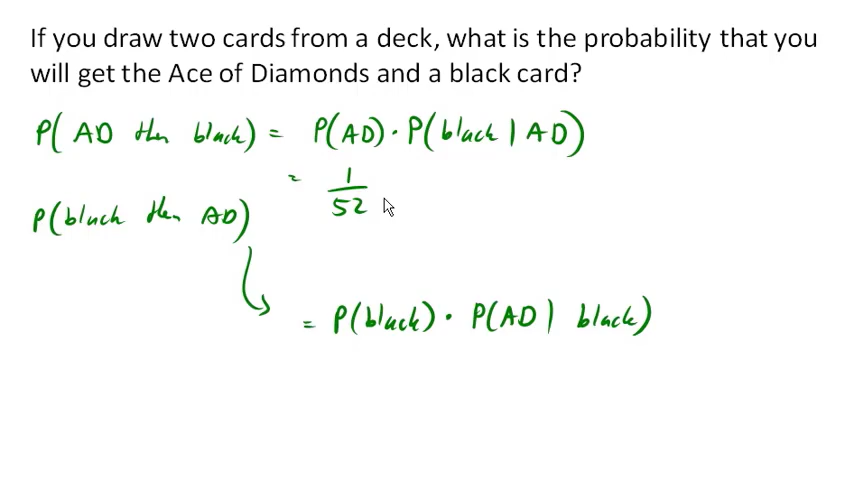 If you draw two cards from a deck, what is the probability that you
will get the Ace of Diamonds and a black card?
P( AD then black) = P(AD) · P(black | AD)
= 1/52
P(black then AD)
= P(black) · P(AD | black)